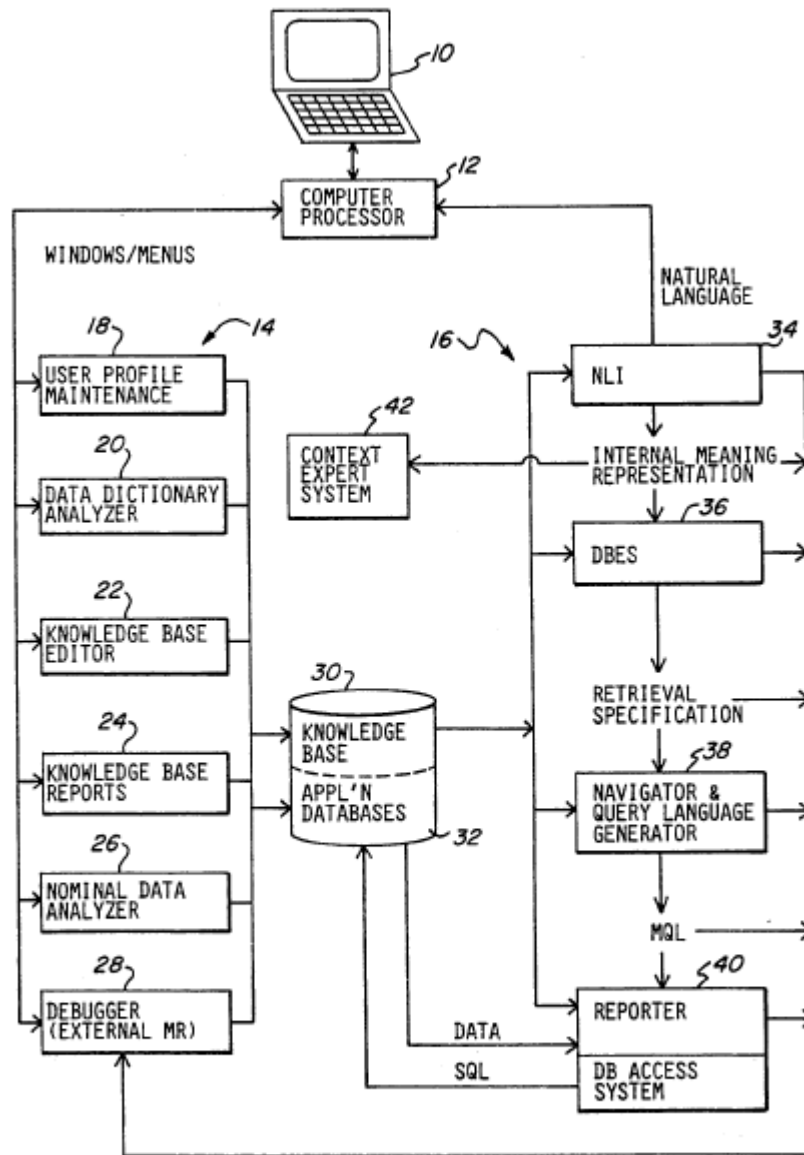 10
12
COMPUTER
PROCESSOR
WINDOWS/MENUS
NATURAL
LANGUAGE
14
16
18
USER PROFILE
MAINTENANCE
34
NLI
42
CONTEXT
EXPERT
SYSTEM
INTERNAL MEANING
REPRESENTATION
20
DATA DICTIONARY
ANALYZER
36
DBES
22
KNOWLEDGE BASE
EDITOR
RETRIEVAL
SPECIFICATION
30
KNOWLEDGE
BASE
APPL'N
DATABASES
32
24
KNOWLEDGE BASE
REPORTS
38
NAVIGATOR &
QUERY LANGUAGE
GENERATOR
26
NOMINAL DATA
ANALYZER
MQL
28
DEBUGGER
(EXTERNAL MR)
40
REPORTER
DATA
SQL
DB ACCESS
SYSTEM